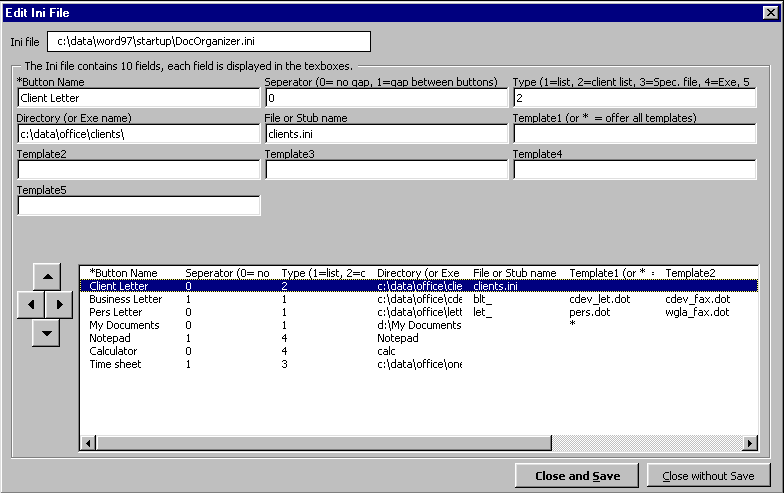 Edit Ini File
Ini file c:\data\word97\startup\DocOrganizer.ini
The Ini file contains 10 fields, each field is displayed in the texboxes.
*Button Name Seperator (0= no gap, 1=gap between buttons) Type (1=list, 2=client list, 3=Spec. file, 4=Exe, 5
Client Letter 0 2
Directory (or Exe name) File or Stub name Template1 (or * = offer all templates)
c:\data\office\clients\ clients.ini
Template2 Template3 Template4
Template5
*Button Name Seperator (0= no Type (1=list, 2=c Directory (or Exe File or Stub name Template1 (or * = Template2
Client Letter 0 2 c:\data\office\clie clients.ini
Business Letter 1 1 c:\data\office\cde blt_ cdev_let.dot cdev_fax.dot
Pers Letter 0 1 c:\data\office\lett let_ pers.dot wgla_fax.dot
My Documents 0 1 d:\My Documents *
Notepad 1 4 Notepad
Calculator 0 4 calc
Time sheet 1 3 c:\data\office\one
Close and Save Close without Save